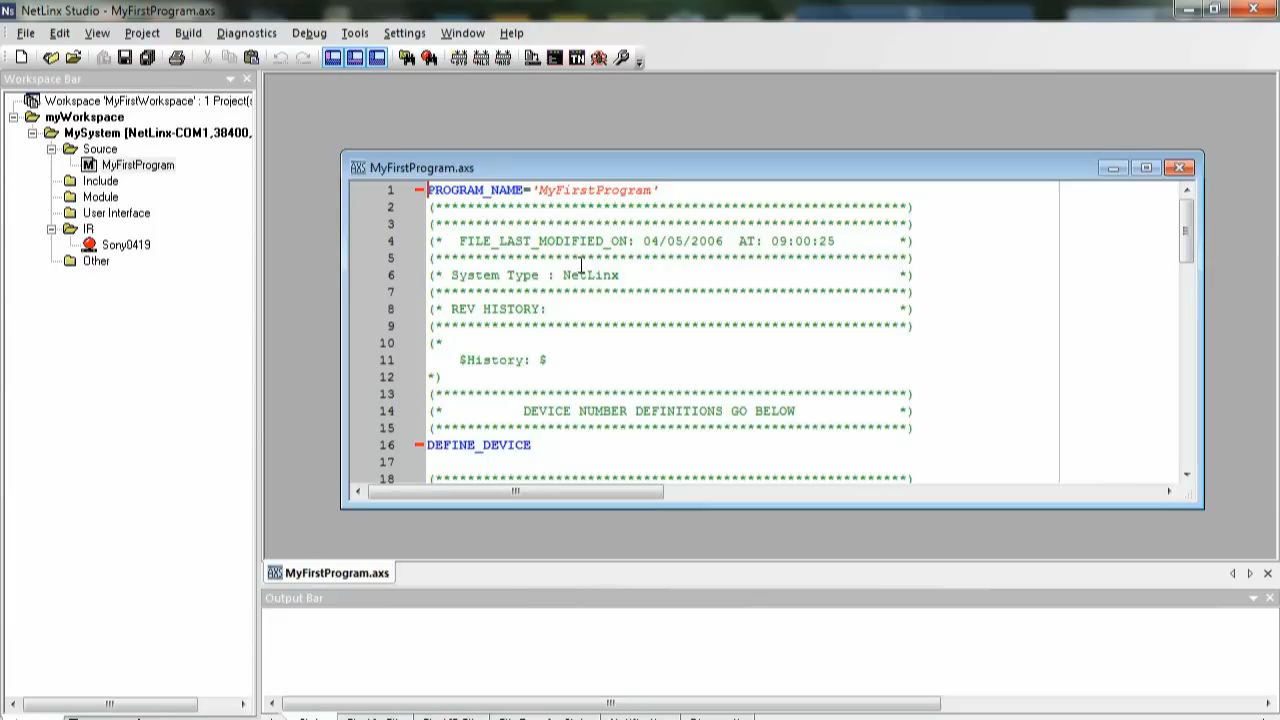 NetLinx Studio - MyFirstProgram.axs
File Edit View Project Build Diagnostics Debug Tools Settings Window Help
Workspace Bar
Workspace 'MyFirstWorkspace' : 1 Project(s
myWorkspace
MySystem [NetLinx-COM1,38400,
Source
MyFirstProgram
Include
Module
User Interface
IR
Sony0419
Other
MyFirstProgram.axs
1 PROGRAM_NAME='MyFirstProgram'
2 (***********************************************************)
3 (***********************************************************)
4 (* FILE_LAST_MODIFIED_ON: 04/05/2006 AT: 09:00:25 *)
5 (***********************************************************)
6 (* System Type : NetLinx *)
7 (***********************************************************)
8 (* REV HISTORY: *)
9 (***********************************************************)
10 (*
11 $History: $
12 *)
13 (***********************************************************)
14 (* DEVICE NUMBER DEFINITIONS GO BELOW *)
15 (***********************************************************)
16 DEFINE_DEVICE
17
18 (***********************************************************)
MyFirstProgram.axs
Output Bar